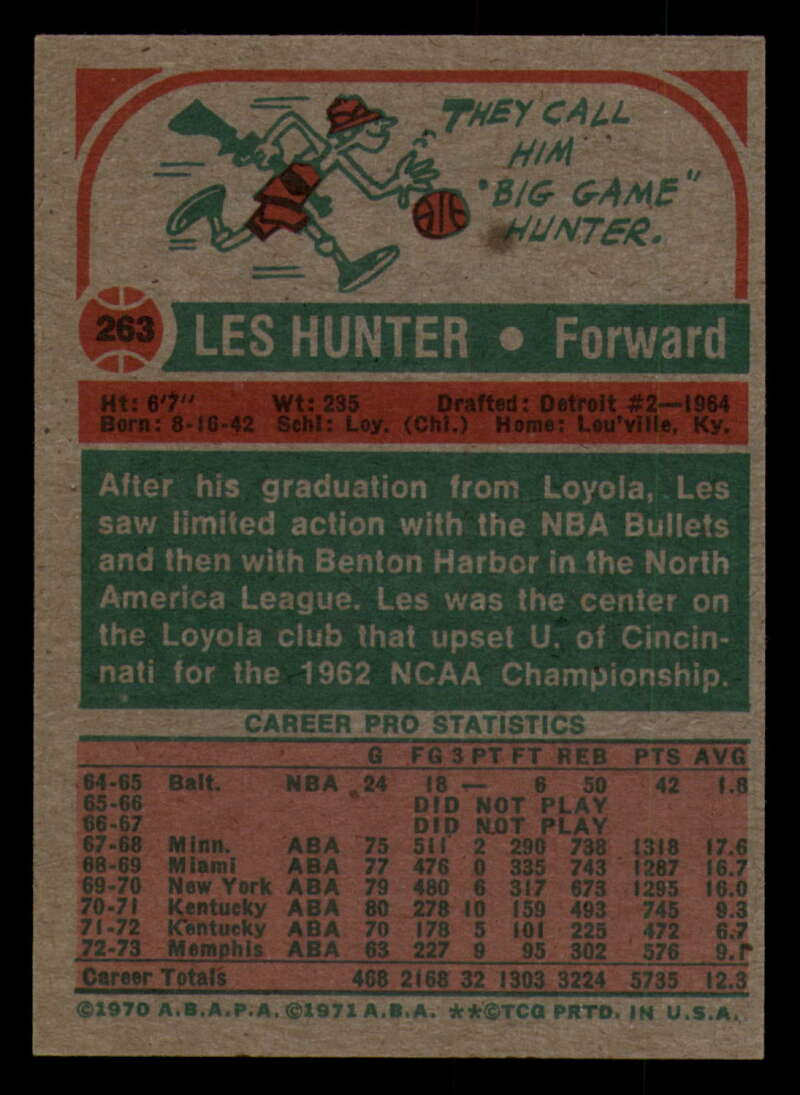 THEY CALL
HIM
"BIG GAME"
HUNTER.
263 LES HUNTER • Forward
Ht: 6'7" Wt: 235 Drafted: Detroit #2—1964
Born: 8-16-42 Schl: Loy. (Chi.) Home: Lou'ville, Ky.
After his graduation from Loyola, Les
saw limited action with the NBA Bullets
and then with Benton Harbor in the North
America League. Les was the center on
the Loyola club that upset U. of Cincin-
nati for the 1962 NCAA Championship.
CAREER PRO STATISTICS
G FG 3 PT FT REB PTS AVG
64-65 Balt. NBA 24 18 — 6 50 42 1.8
65-66 DID NOT PLAY
66-67 DID NOT PLAY
67-68 Minn. ABA 75 511 2 290 738 1318 17.6
68-69 Miami ABA 77 476 0 335 743 1287 16.7
69-70 New York ABA 79 480 6 317 673 1295 16.0
70-71 Kentucky ABA 80 278 10 159 493 745 9.3
71-72 Kentucky ABA 70 178 5 101 225 472 6.7
72-73 Memphis ABA 63 227 9 95 302 576 9.1
Career Totals 468 2168 32 1303 3224 5735 12.3
©1970 A.B.A.P.A. ©1971 A.B.A. **©TCG PRTD. IN U.S.A.